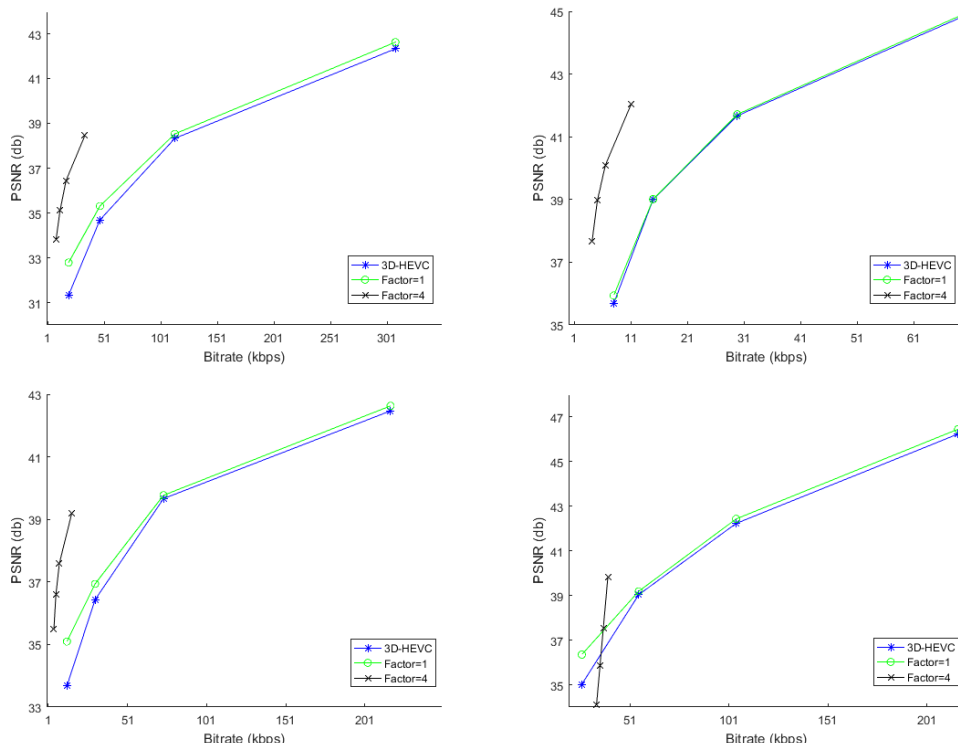 PSNR (db)
43
41
39
37
35
33
31
1 51 101 151 201 251 301
Bitrate (kbps)
3D-HEVC
Factor=1
Factor=4
PSNR (db)
45
43
41
39
37
35
1 11 21 31 41 51 61
Bitrate (kbps)
3D-HEVC
Factor=1
Factor=4
PSNR (db)
43
41
39
37
35
33
1 51 101 151 201
Bitrate (kbps)
3D-HEVC
Factor=1
Factor=4
PSNR (db)
47
45
43
41
39
37
35
51 101 151 201
Bitrate (kbps)
3D-HEVC
Factor=1
Factor=4